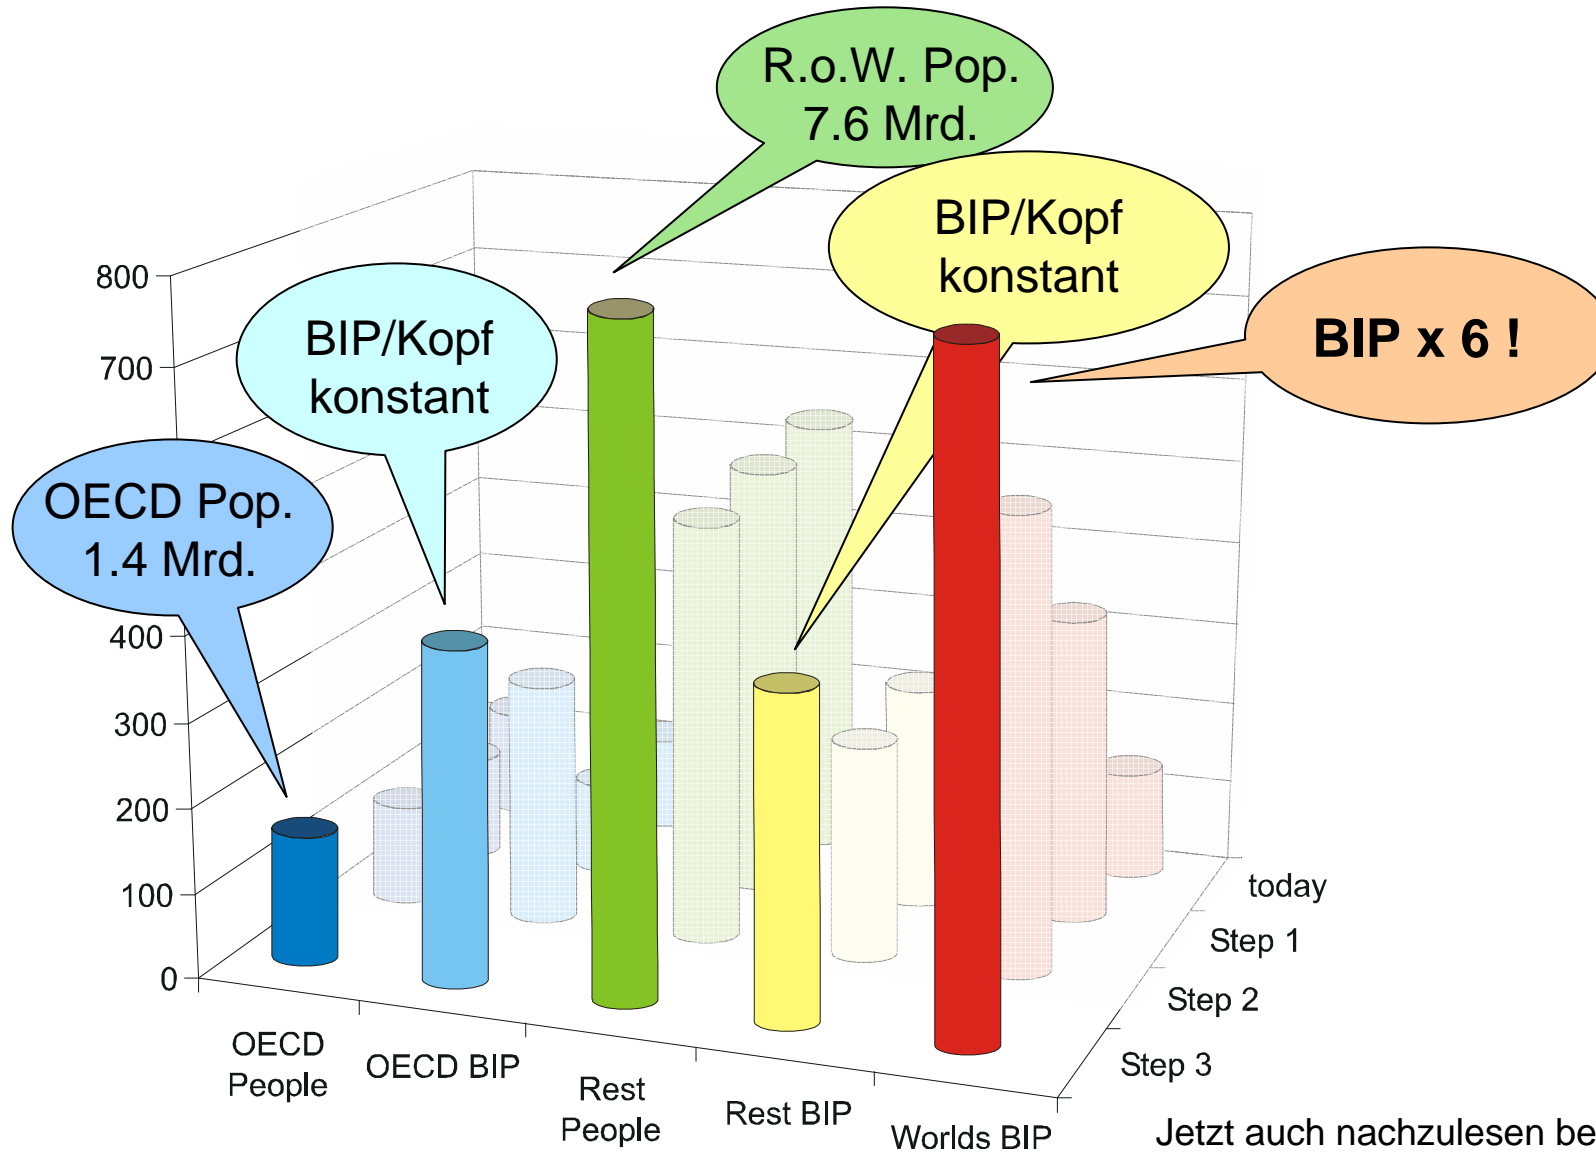 R.o.W. Pop.
7.6 Mrd.
BIP/Kopf
konstant
BIP x 6 !
BIP/Kopf
konstant
OECD Pop.
1.4 Mrd.
800
700
400
300
200
100
0
today
Step 1
Step 2
Step 3
OECD
People
OECD BIP
Rest
People
Rest BIP
Worlds BIP
Jetzt auch nachzulesen be